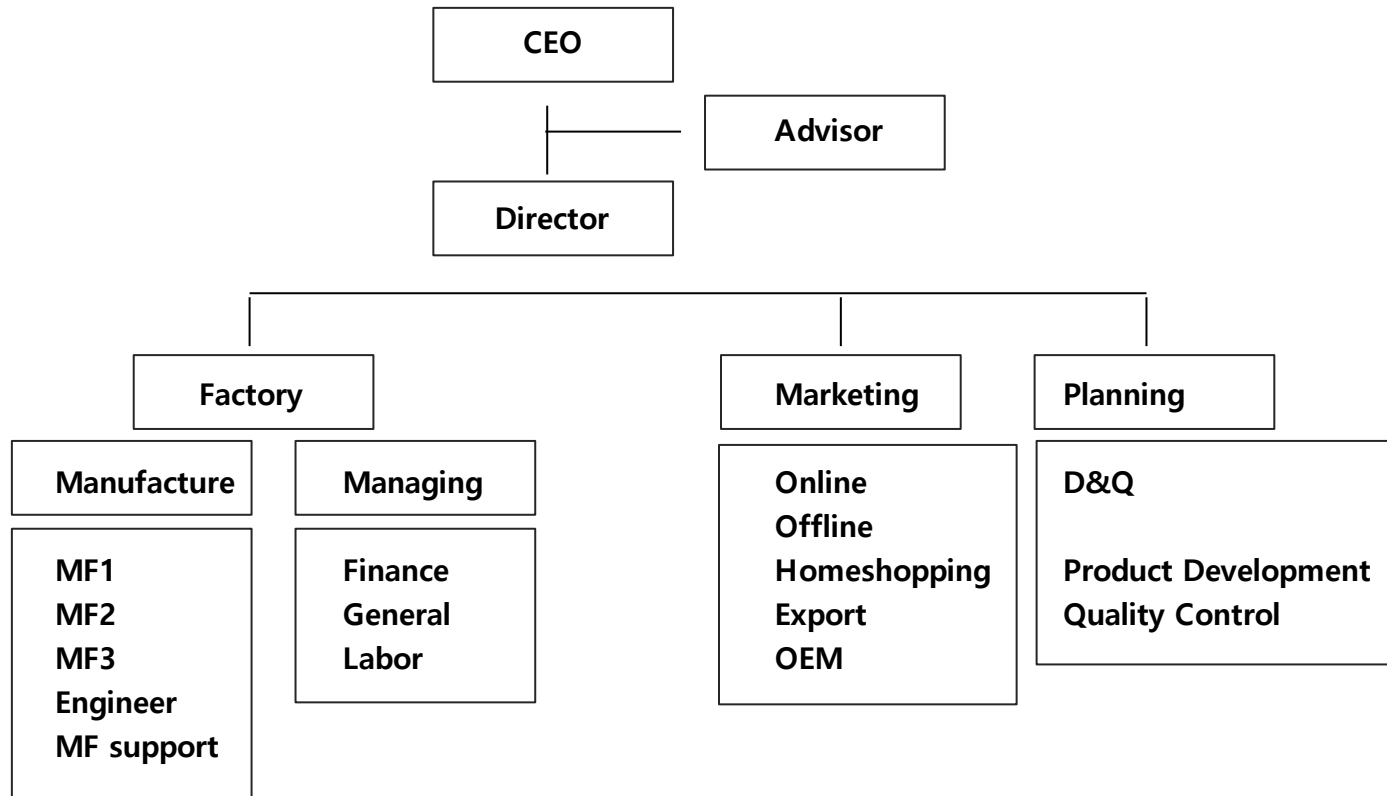 CEO
Advisor
Director
Factory
Marketing
Planning
Manufacture
Managing
MF1
MF2
MF3
Engineer
MF support
Finance
General
Labor
Online
Offline
Homeshopping
Export
OEM
D&Q
Product Development
Quality Control